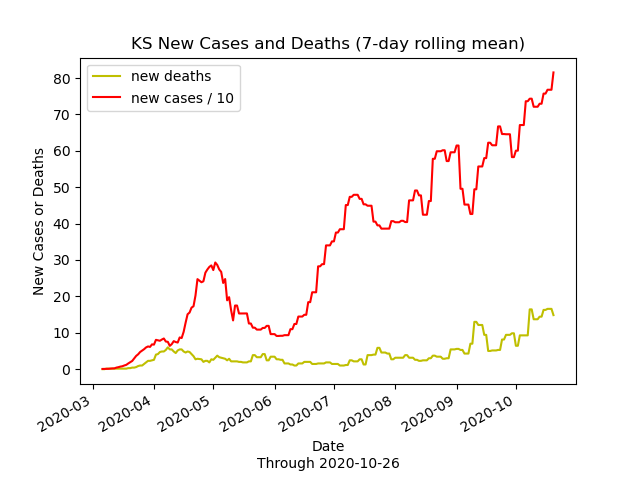 KS New Cases and Deaths (7-day rolling mean)
new deaths
new cases / 10
New Cases or Deaths
80
70
60
50
40
30
20
10
0
2020-03
2020-04
2020-05
2020-06
2020-07
2020-08
2020-09
2020-10
Date
Through 2020-10-26